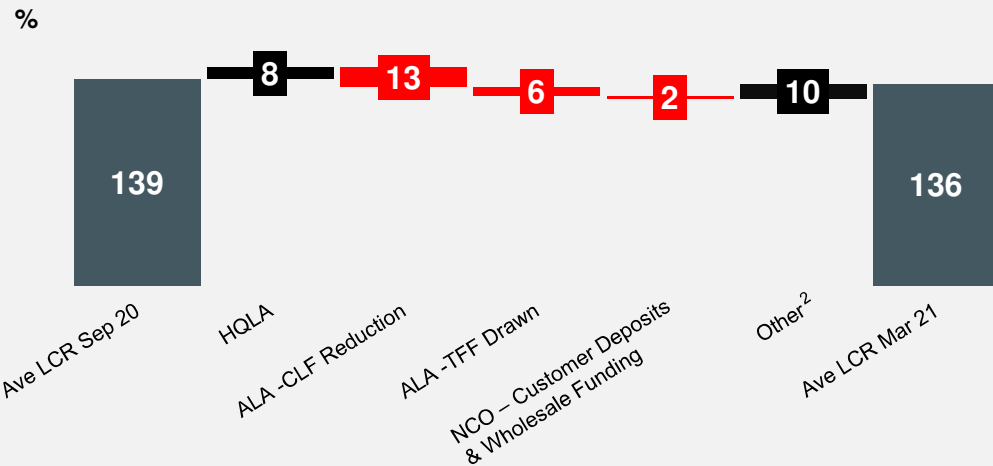 %
8
13
6
2
10
139
136
Ave LCR Sep 20
HQLA
ALA -CLF Reduction
ALA -TFF Drawn
NCO – Customer Deposits
& Wholesale Funding
Other²
Ave LCR Mar 21